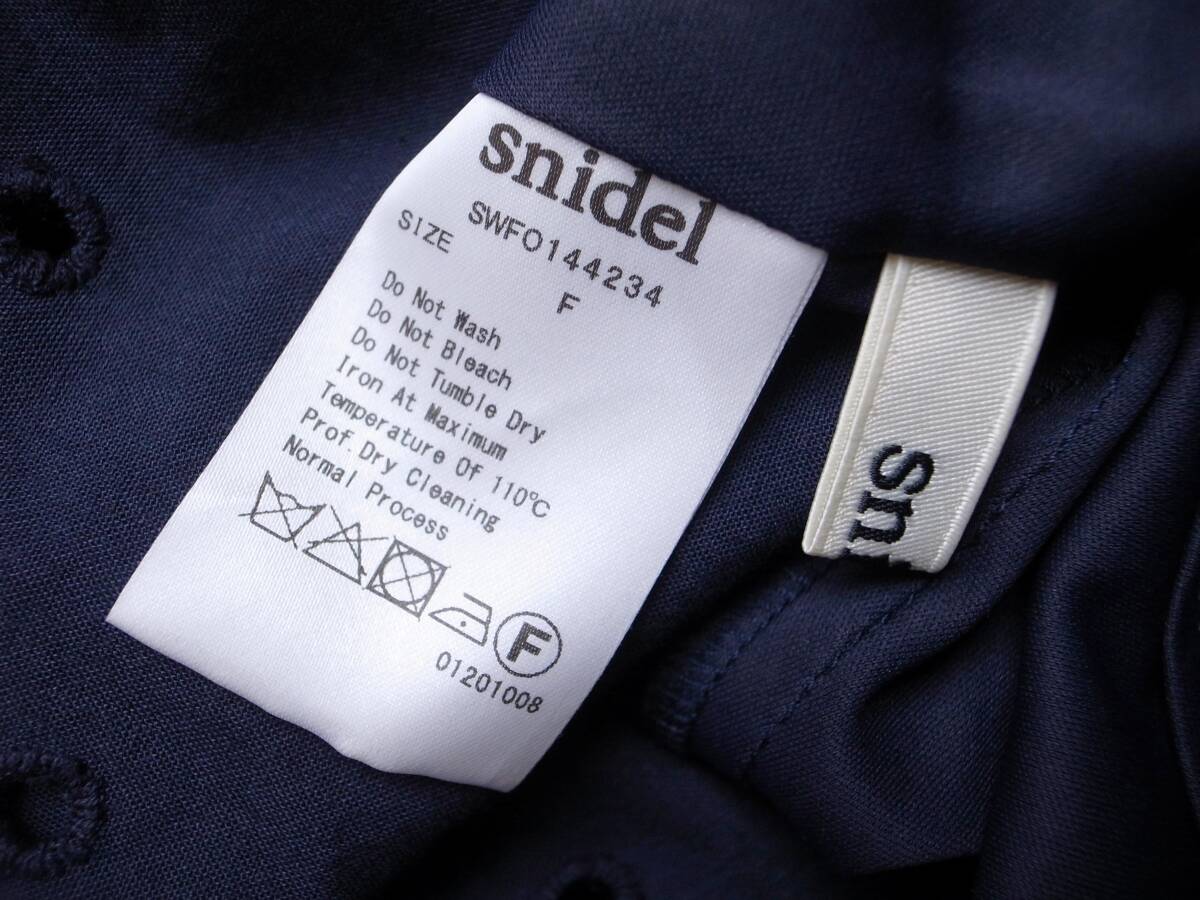 snidel
SWFO144234
SIZE F
Do Not Wash
Do Not Bleach
Do Not Tumble Dry
Iron At Maximum
Temperature Of 110℃
Prof.Dry Cleaning
Normal Process
F
01201008
sn